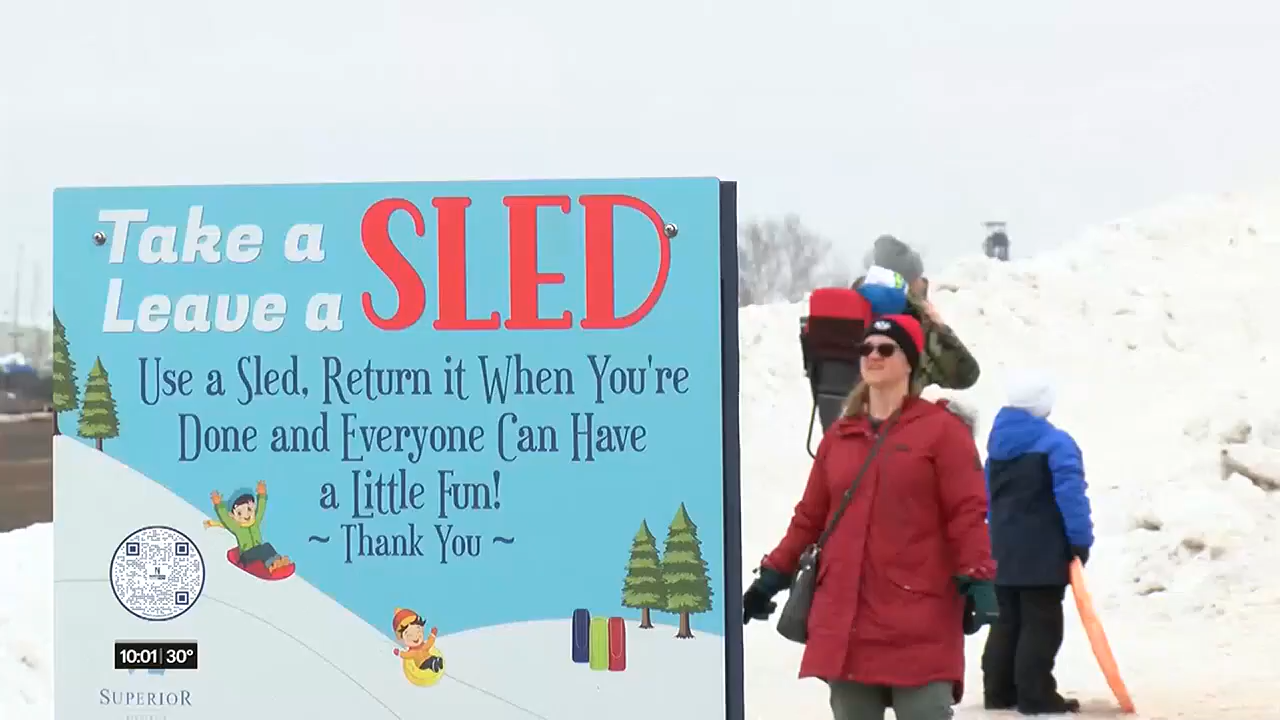 Take a
Leave a
SLED
Use a Sled, Return it When You're
Done and Everyone Can Have
a Little Fun!
~ Thank You ~
10:01 30°
SUPERIOR